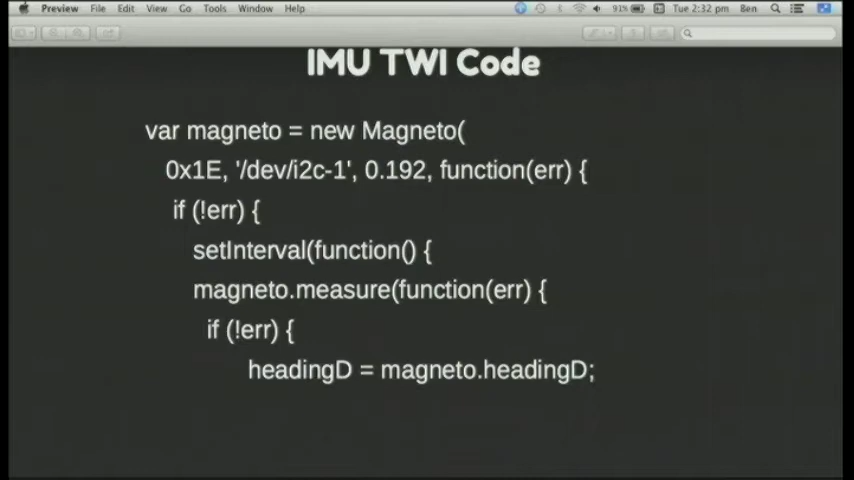 Preview File Edit View Go Tools Window Help 91% Tue 2:32 pm Ben
IMU TWI Code
var magneto = new Magneto(
0x1E, '/dev/i2c-1', 0.192, function(err) {
if (!err) {
setInterval(function() {
magneto.measure(function(err) {
if (!err) {
headingD = magneto.headingD;